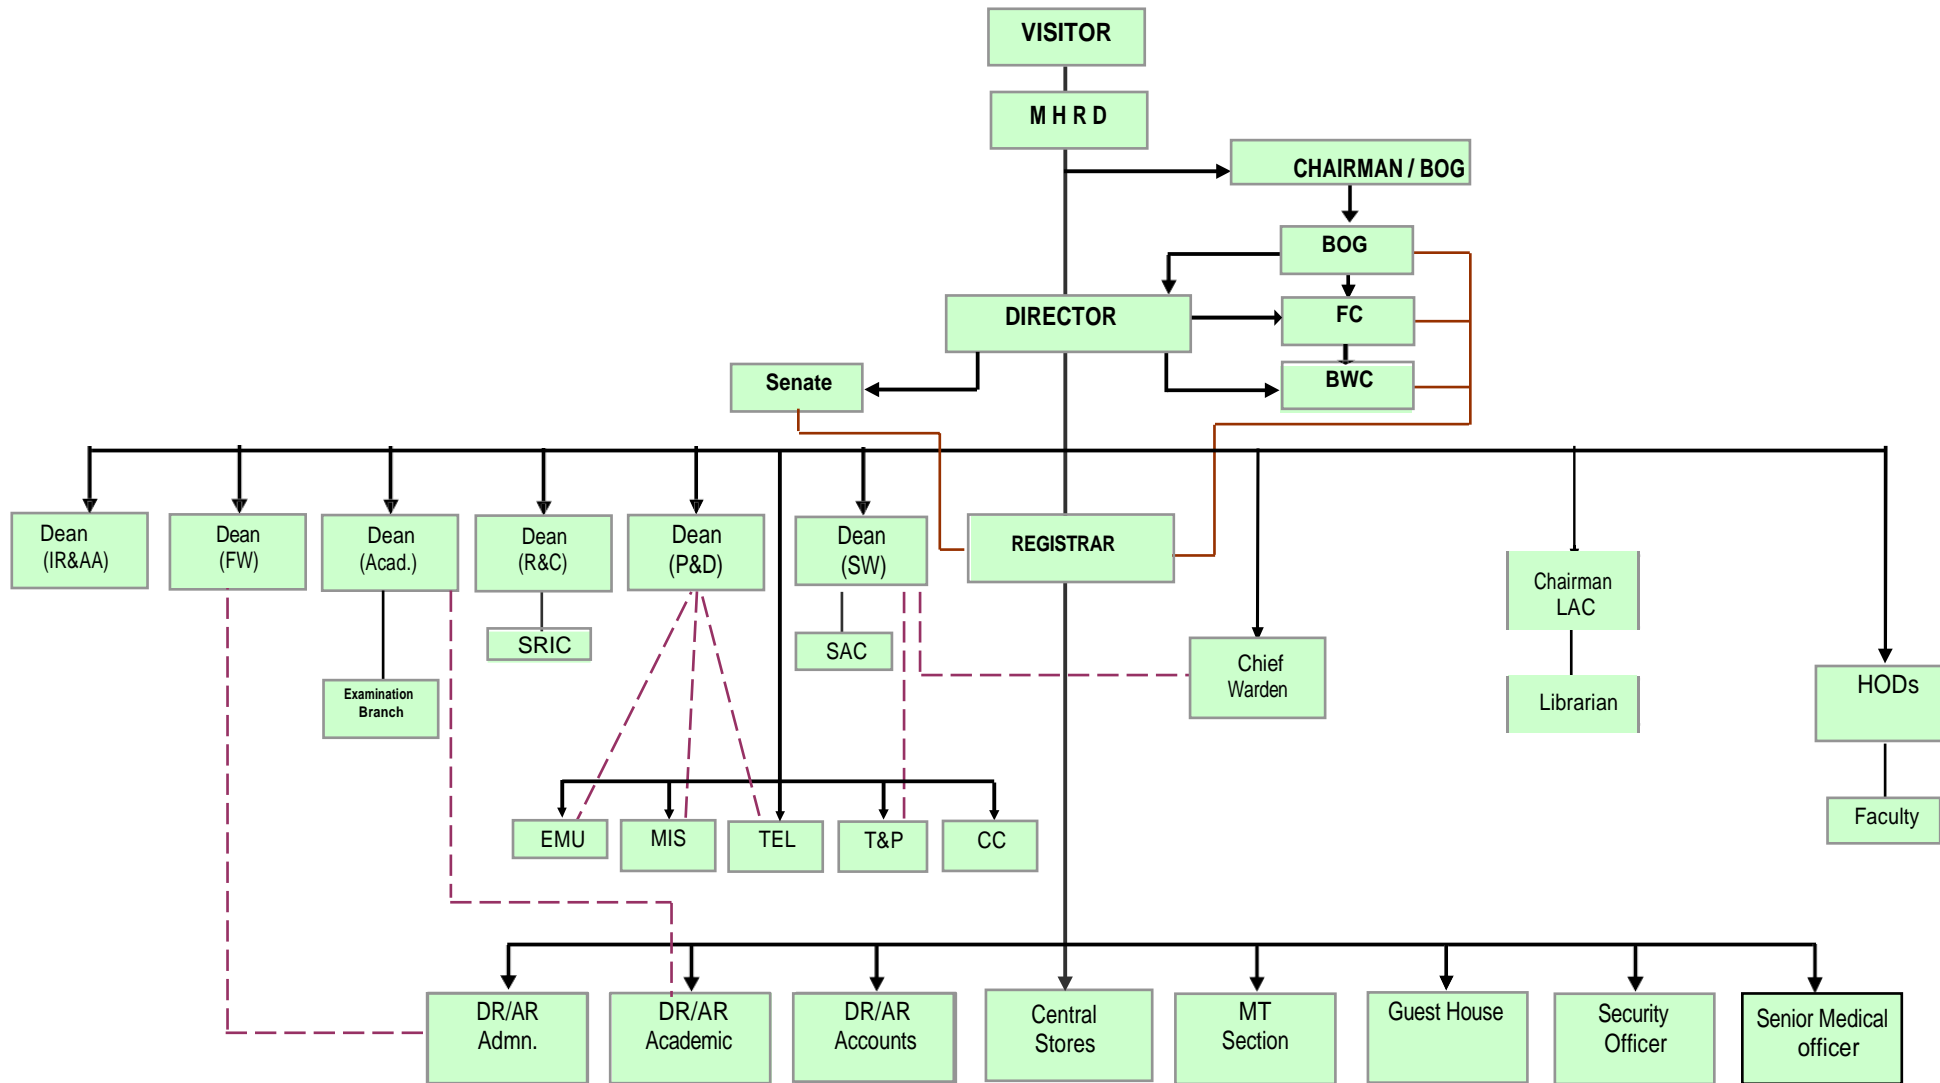 VISITOR
M H R D
CHAIRMAN / BOG
BOG
DIRECTOR
FC
Senate
BWC
Dean
(IR&AA)
Dean
(FW)
Dean
(Acad.)
Dean
(R&C)
Dean
(P&D)
Dean
(SW)
REGISTRAR
Chairman
LAC
SRIC
SAC
Chief
Warden
Examination
Branch
Librarian
HODs
Faculty
EMU
MIS
TEL
T&P
CC
DR/AR
Admn.
DR/AR
Academic
DR/AR
Accounts
Central
Stores
MT
Section
Guest House
Security
Officer
Senior Medical
officer